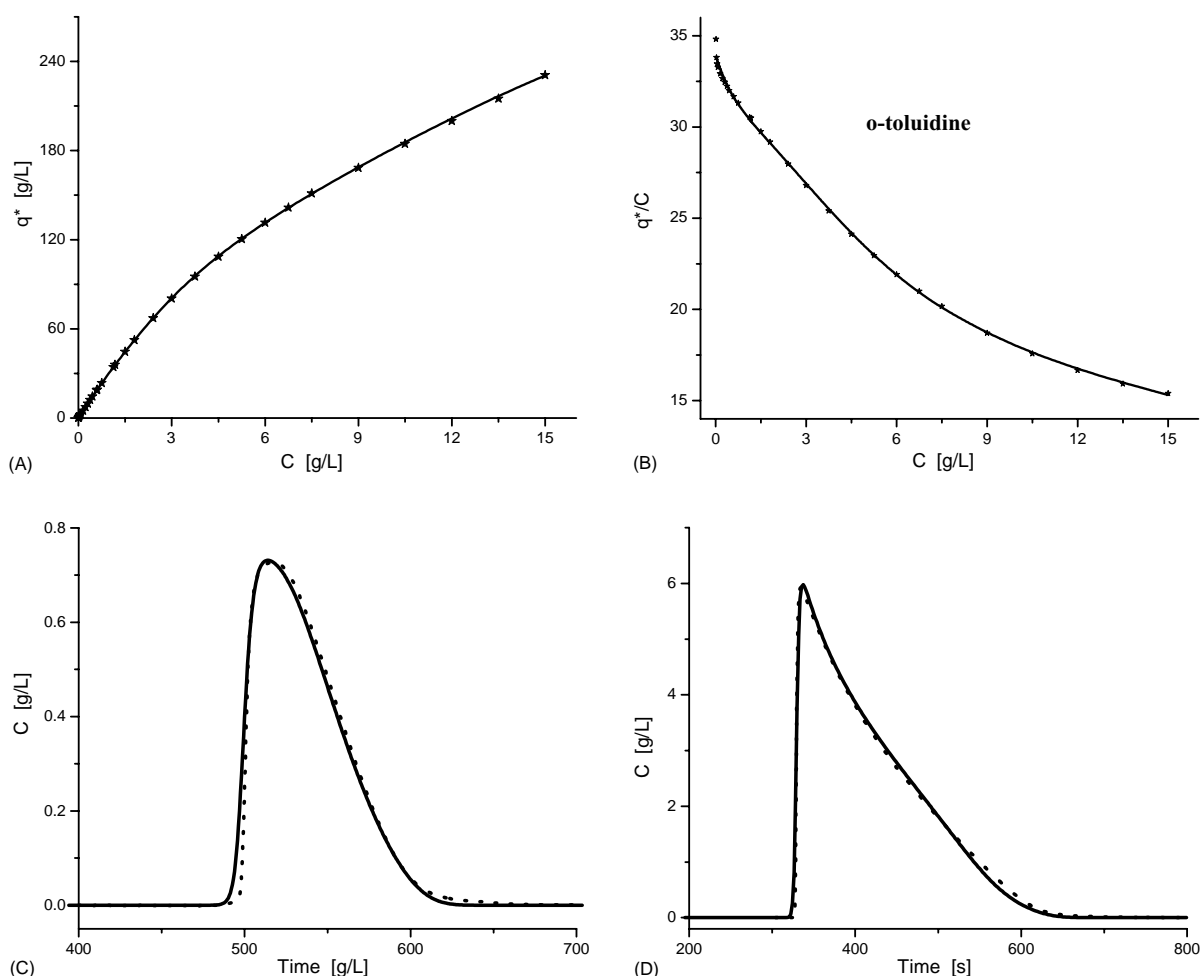 240
180
120
60
0
q* [g/L]
0 3 6 9 12 15
C [g/L]
(A)
35
30
25
20
15
q*/C
o-toluidine
0 3 6 9 12 15
C [g/L]
(B)
0.8
0.6
0.4
0.2
0.0
C [g/L]
400 500 600 700
Time [g/L]
(C)
6
4
2
0
C [g/L]
200 400 600 800
Time [s]
(D)